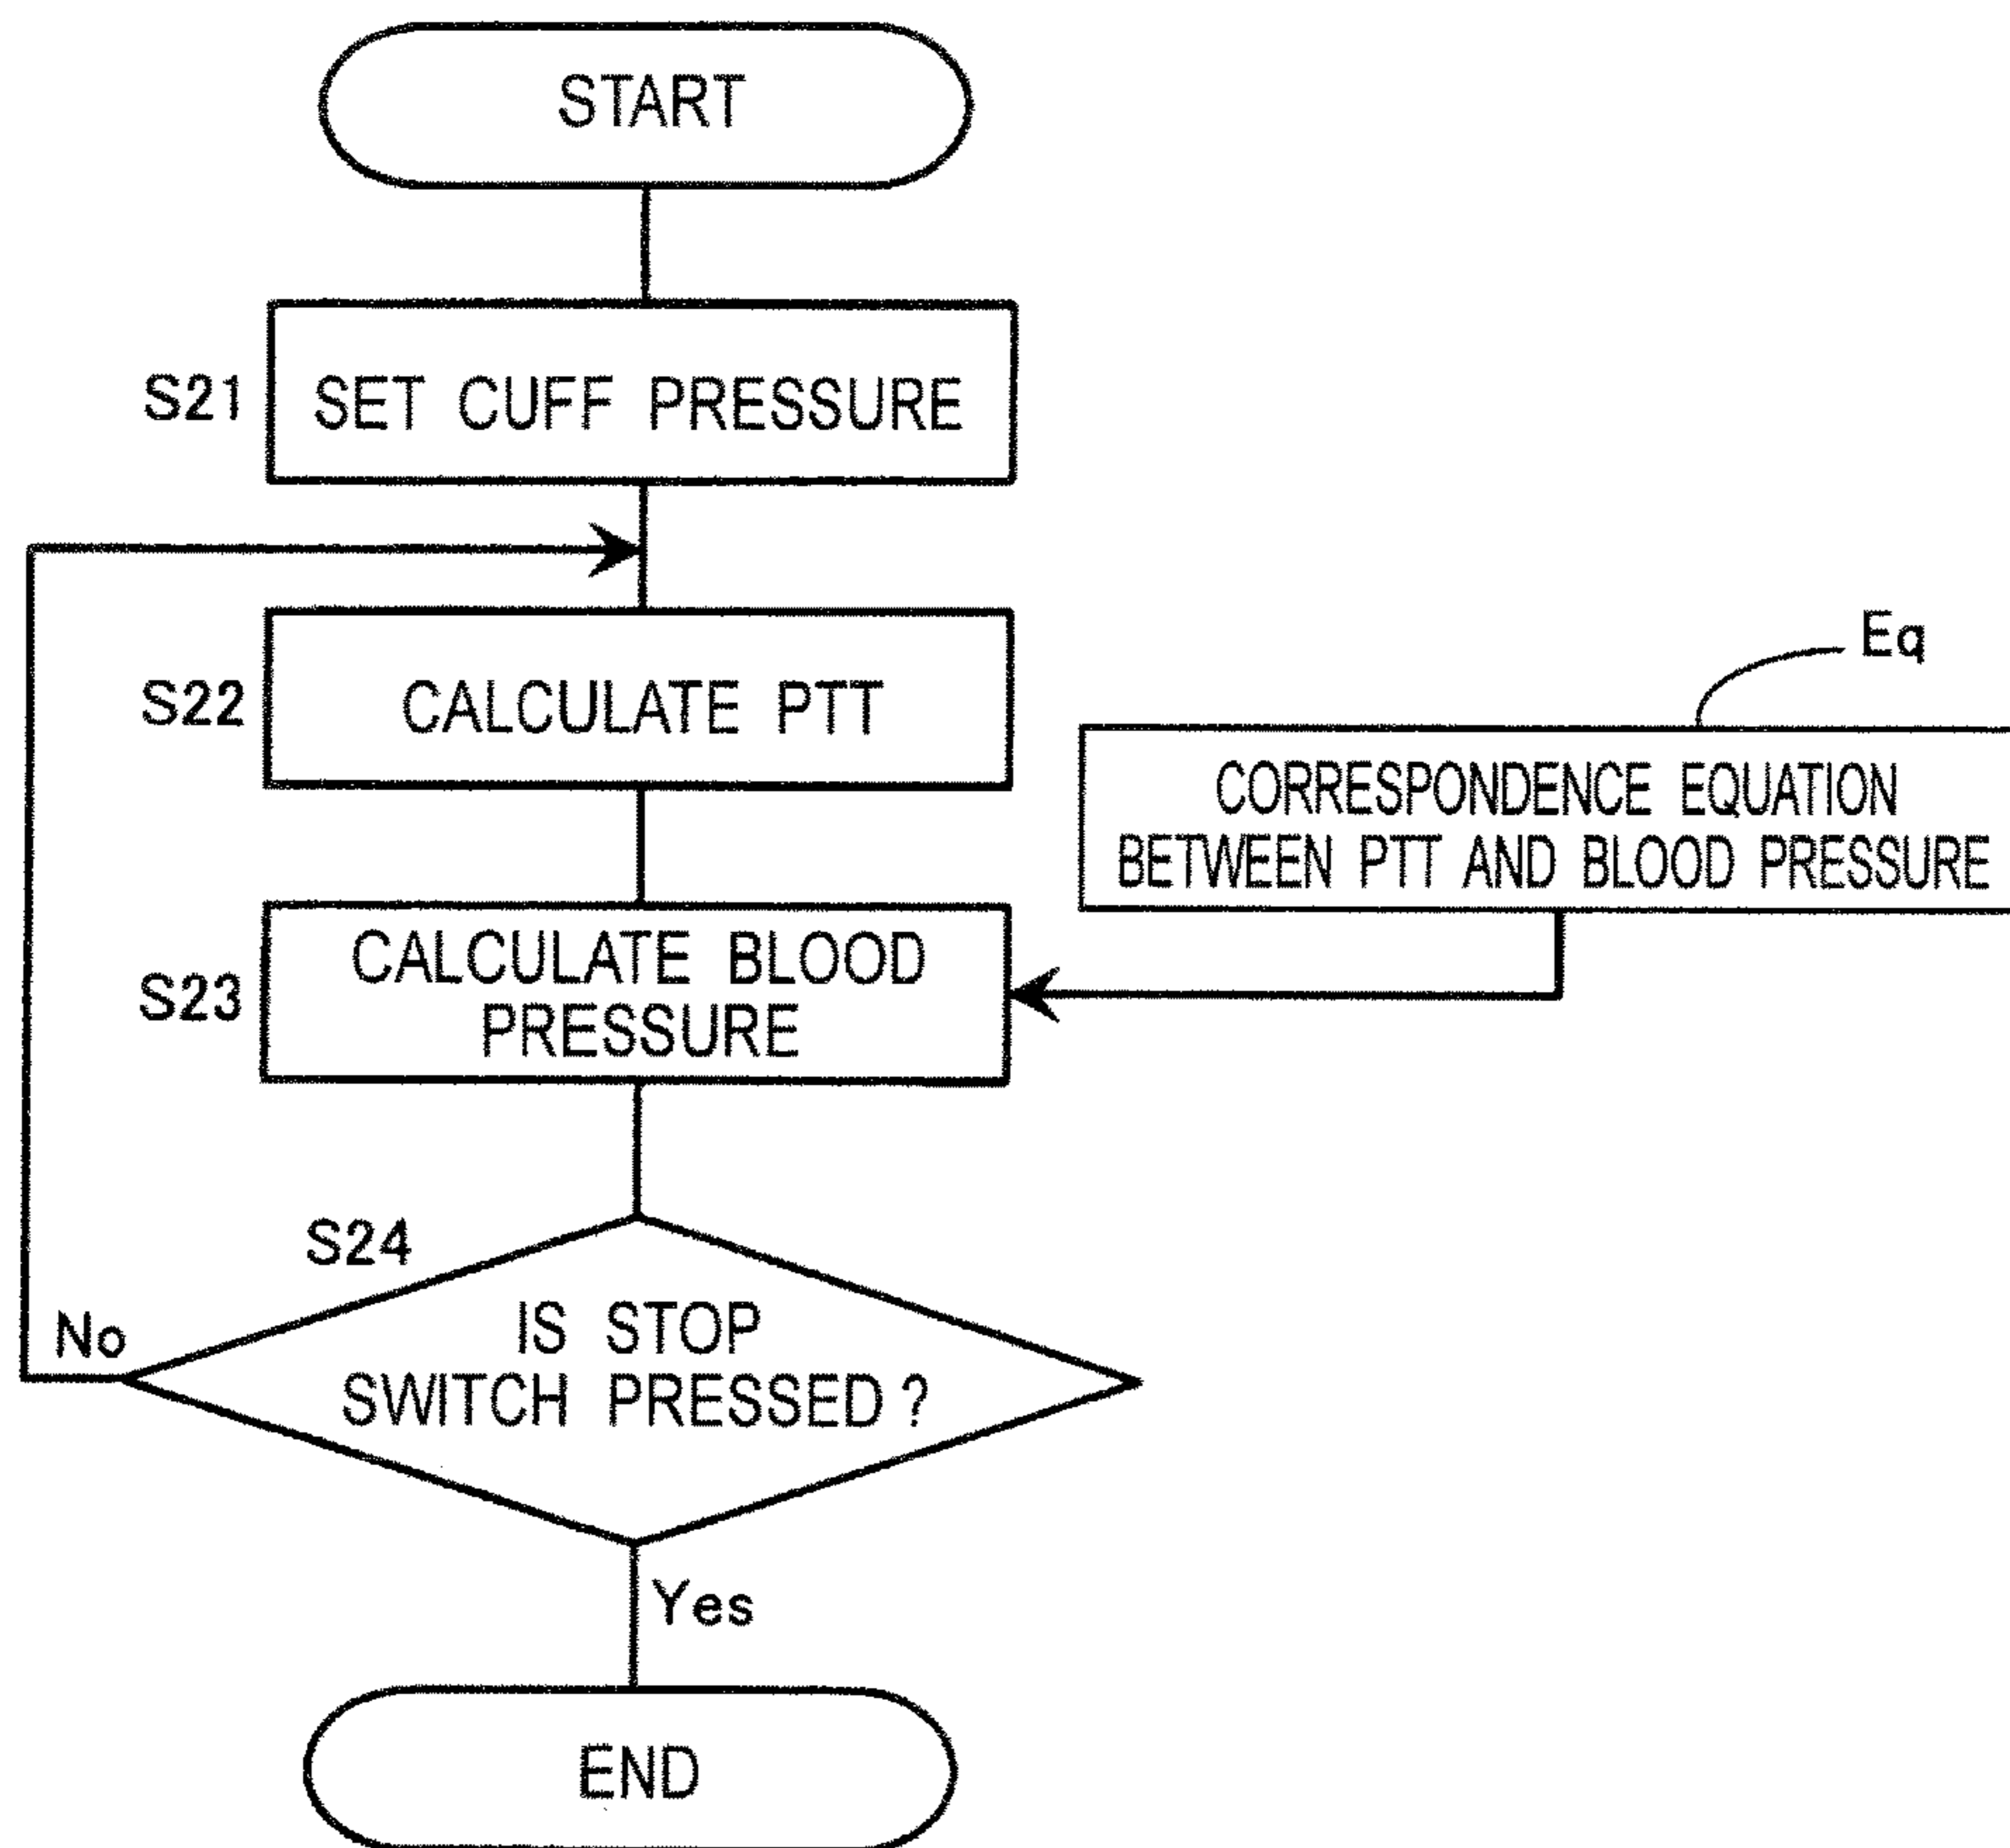 START
S21
SET CUFF PRESSURE
S22
CALCULATE PTT
Eq
CORRESPONDENCE EQUATION
BETWEEN PTT AND BLOOD PRESSURE
S23
CALCULATE BLOOD
PRESSURE
S24
IS STOP
SWITCH PRESSED ?
No
Yes
END